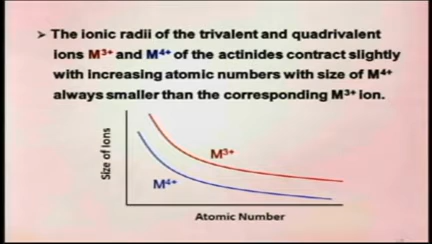 ➢ The ionic radii of the trivalent and quadrivalent
ions M³⁺ and M⁴⁺ of the actinides contract slightly
with increasing atomic numbers with size of M⁴⁺
always smaller than the corresponding M³⁺ ion.
Size of Ions
M³⁺
M⁴⁺
Atomic Number